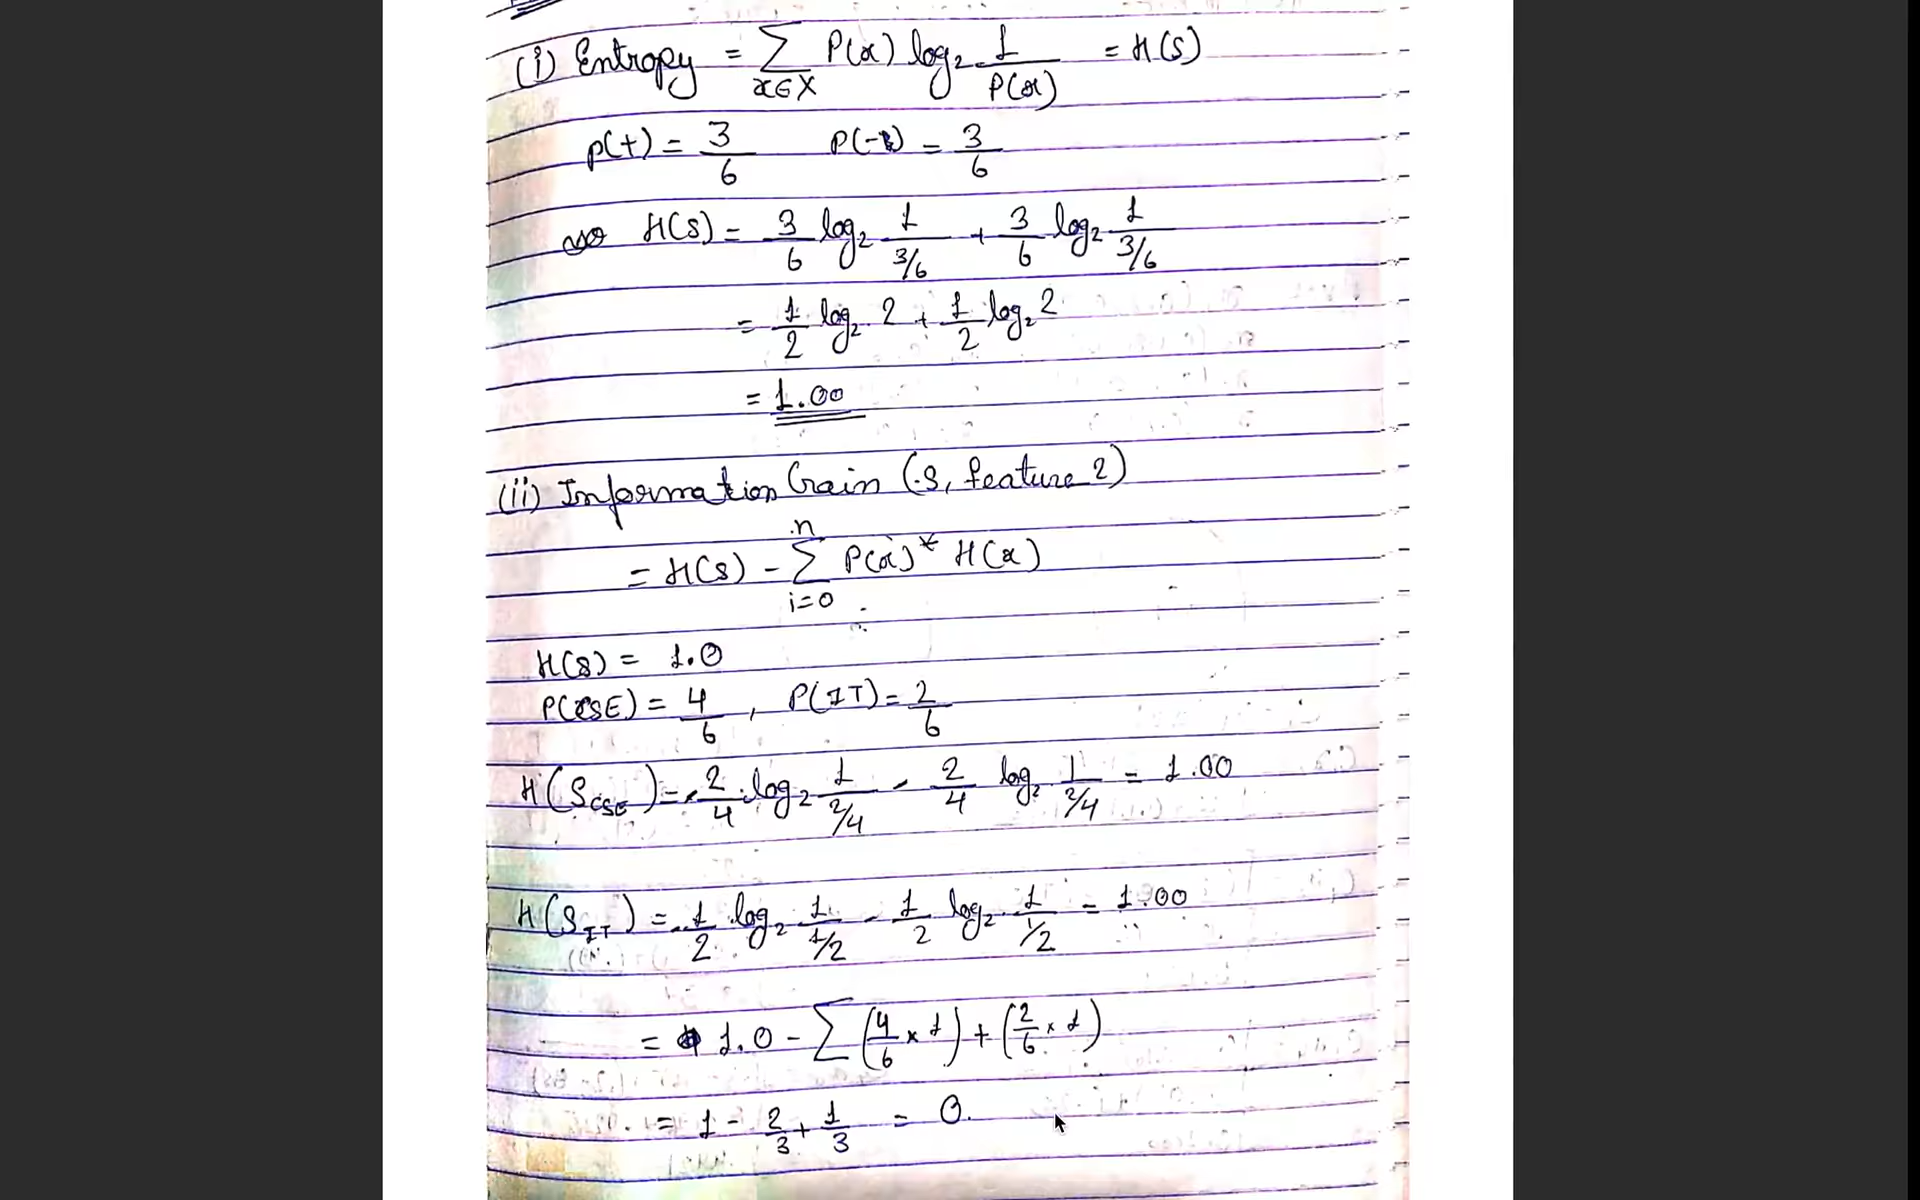 (i) Entropy = ∑ x∈X P(x) log₂ 1/P(x) = H(S)
P(+) = 3/6 P(-) = 3/6
H(S) = 3/6 log₂ 1/(3/6) + 3/6 log₂ 1/(3/6)
= 1/2 log₂ 2 + 1/2 log₂ 2
= 1.00
(ii) Information Gain (S, feature 2)
= H(S) - ∑ i=0 n P(x) * H(x)
H(S) = 1.0
P(CSE) = 4/6 , P(IT) = 2/6
H(S_CSE) = - 2/4 log₂ 1/(2/4) - 2/4 log₂ 1/(2/4) = 1.00
H(S_IT) = - 1/2 log₂ 1/(1/2) - 1/2 log₂ 1/(1/2) = 1.00
= 1.0 - ∑ (4/6 × 1) + (2/6 × 1)
= 1 - 2/3 + 1/3 = 0.